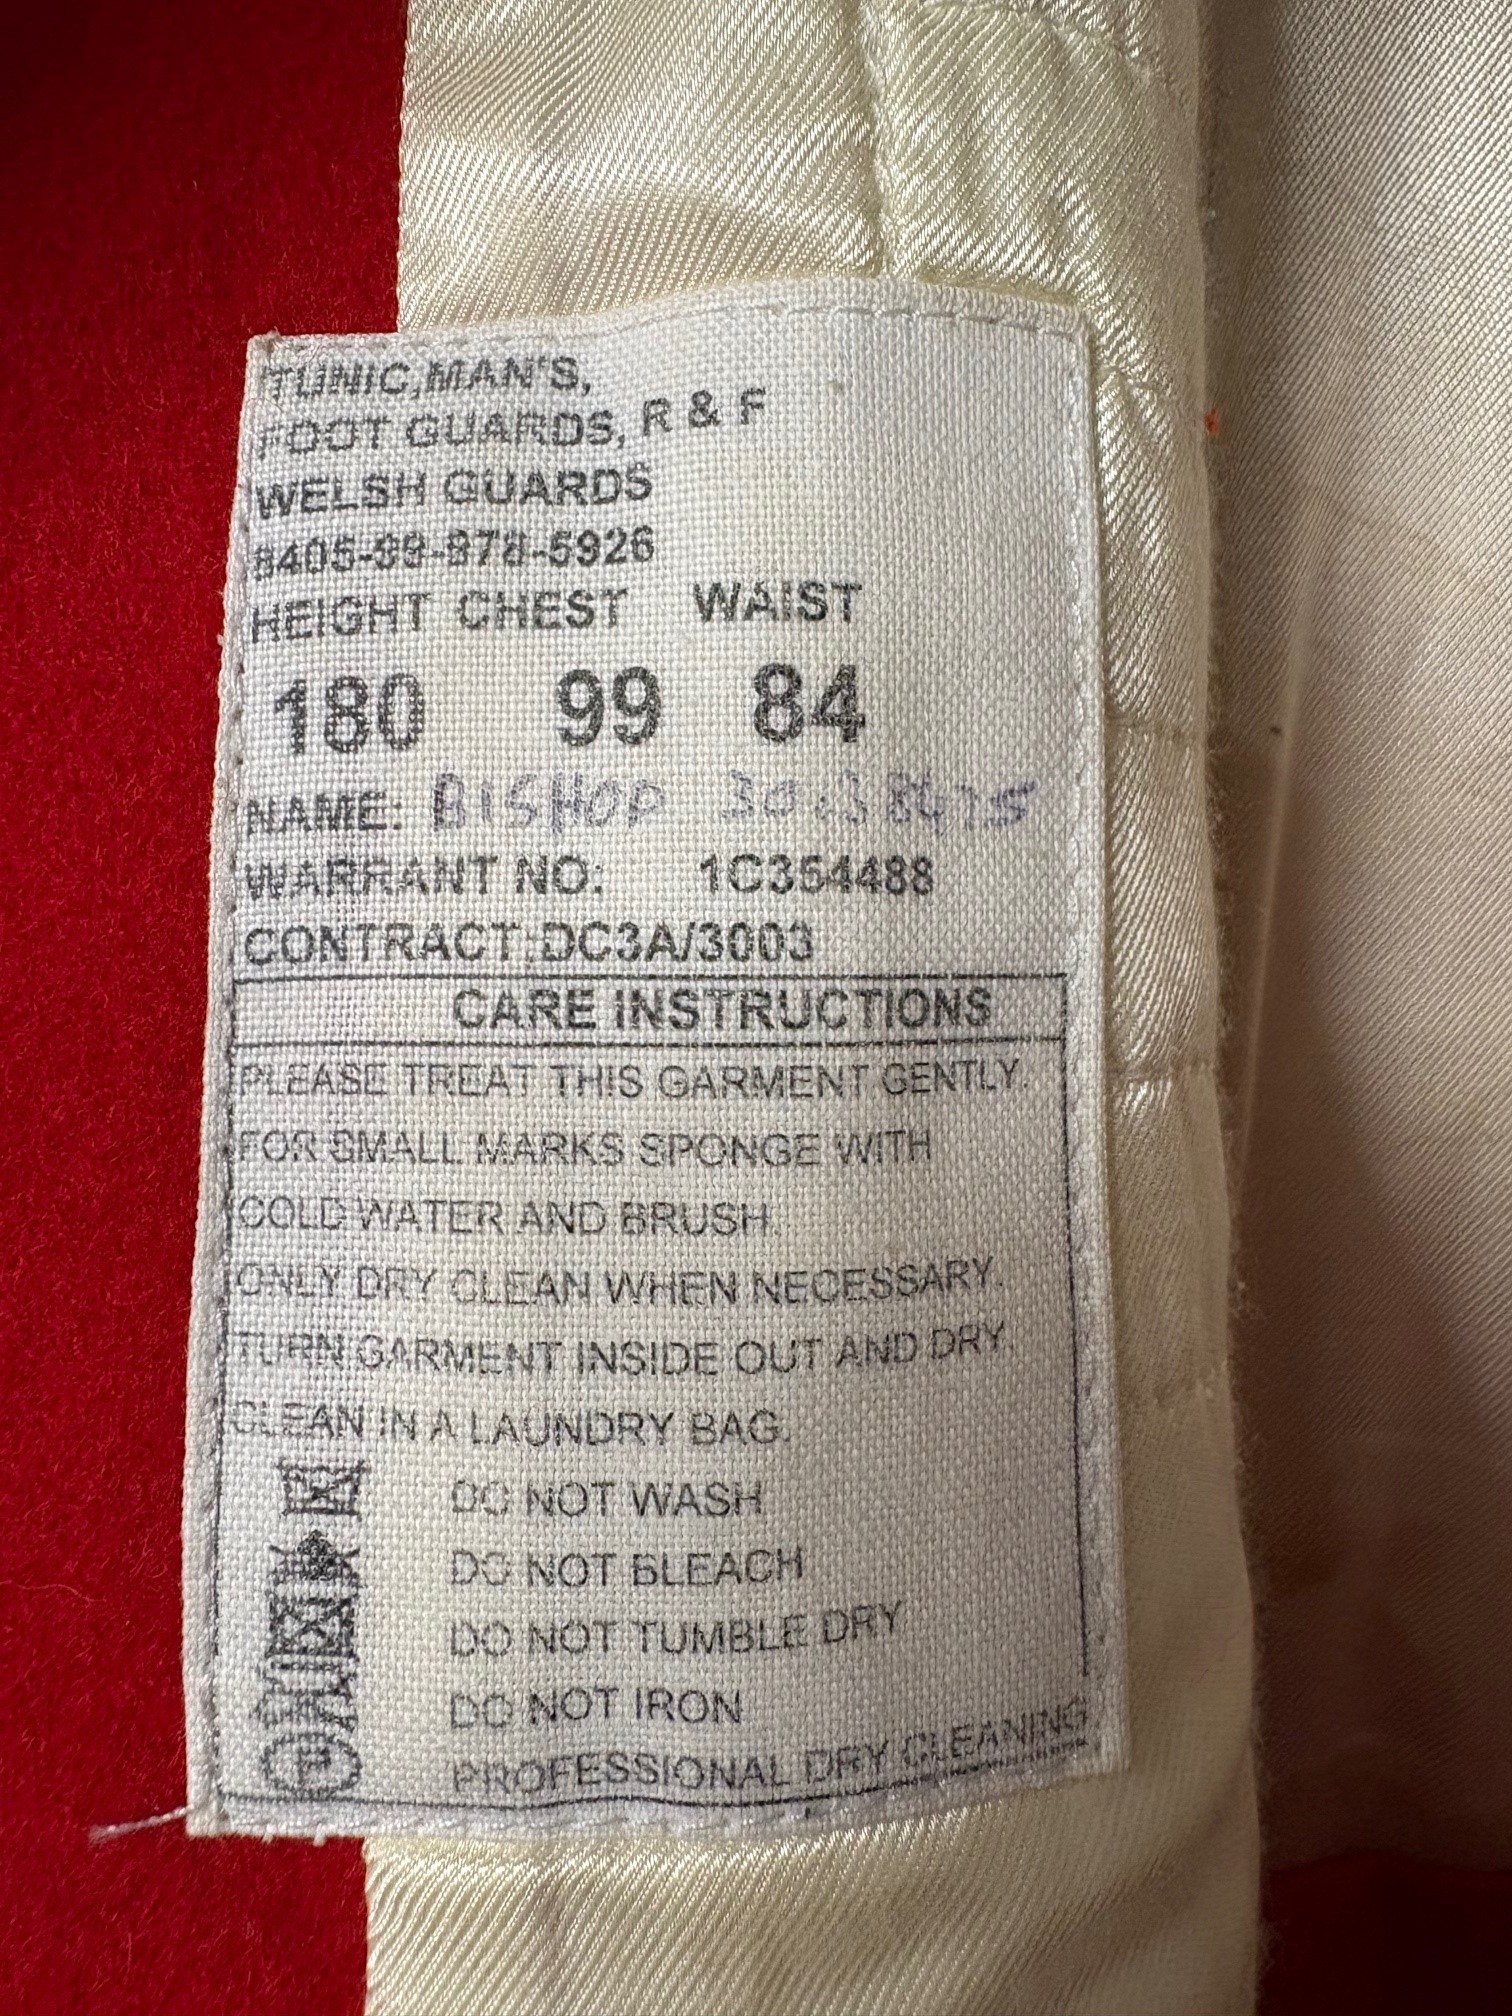 TUNIC,MAN'S,
FOOT GUARDS, R & F
WELSH GUARDS
8405-99-978-5926
HEIGHT CHEST WAIST
180 99 84
NAME: BISHOP
WARRANT NO: 1C354488
CONTRACT:DC3A/3003
CARE INSTRUCTIONS
PLEASE TREAT THIS GARMENT GENTLY.
FOR SMALL MARKS SPONGE WITH
COLD WATER AND BRUSH.
ONLY DRY CLEAN WHEN NECESSARY.
TURN GARMENT INSIDE OUT AND DRY.
CLEAN IN A LAUNDRY BAG.
DO NOT WASH
DO NOT BLEACH
DO NOT TUMBLE DRY
DO NOT IRON
P PROFESSIONAL DRY CLEANING